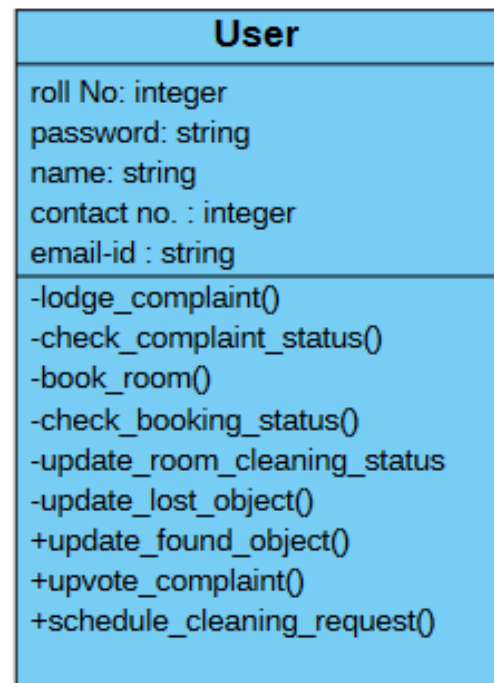 User
roll No: integer
password: string
name: string
contact no. : integer
email-id : string
-lodge_complaint()
-check_complaint_status()
-book_room()
-check_booking_status()
-update_room_cleaning_status
-update_lost_object()
+update_found_object()
+upvote_complaint()
+schedule_cleaning_request()